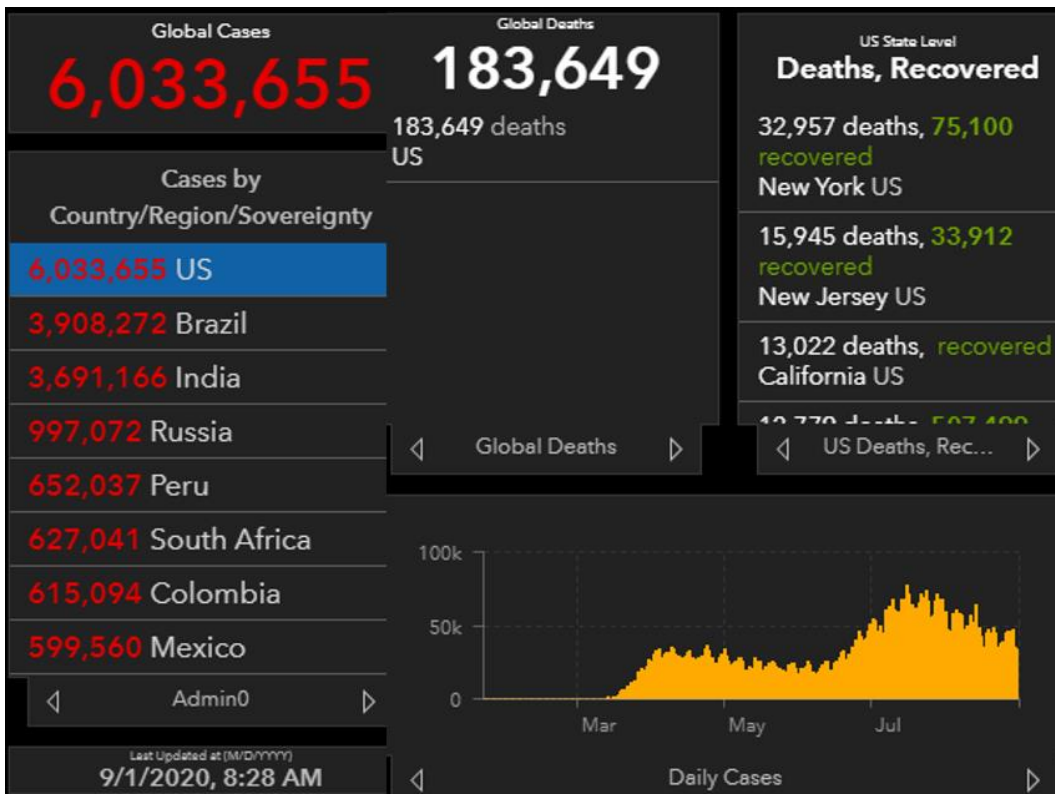 Global Cases
6,033,655
Cases by
Country/Region/Sovereignty
6,033,655 US
3,908,272 Brazil
3,691,166 India
997,072 Russia
652,037 Peru
627,041 South Africa
615,094 Colombia
599,560 Mexico
Admin0
Last Updated at (M/D/YYYY)
9/1/2020, 8:28 AM
Global Deaths
183,649
183,649 deaths
US
Global Deaths
US State Level
Deaths, Recovered
32,957 deaths, 75,100
recovered
New York US
15,945 deaths, 33,912
recovered
New Jersey US
13,022 deaths, recovered
California US
US Deaths, Rec...
100k
50k
0
Mar May Jul
Daily Cases